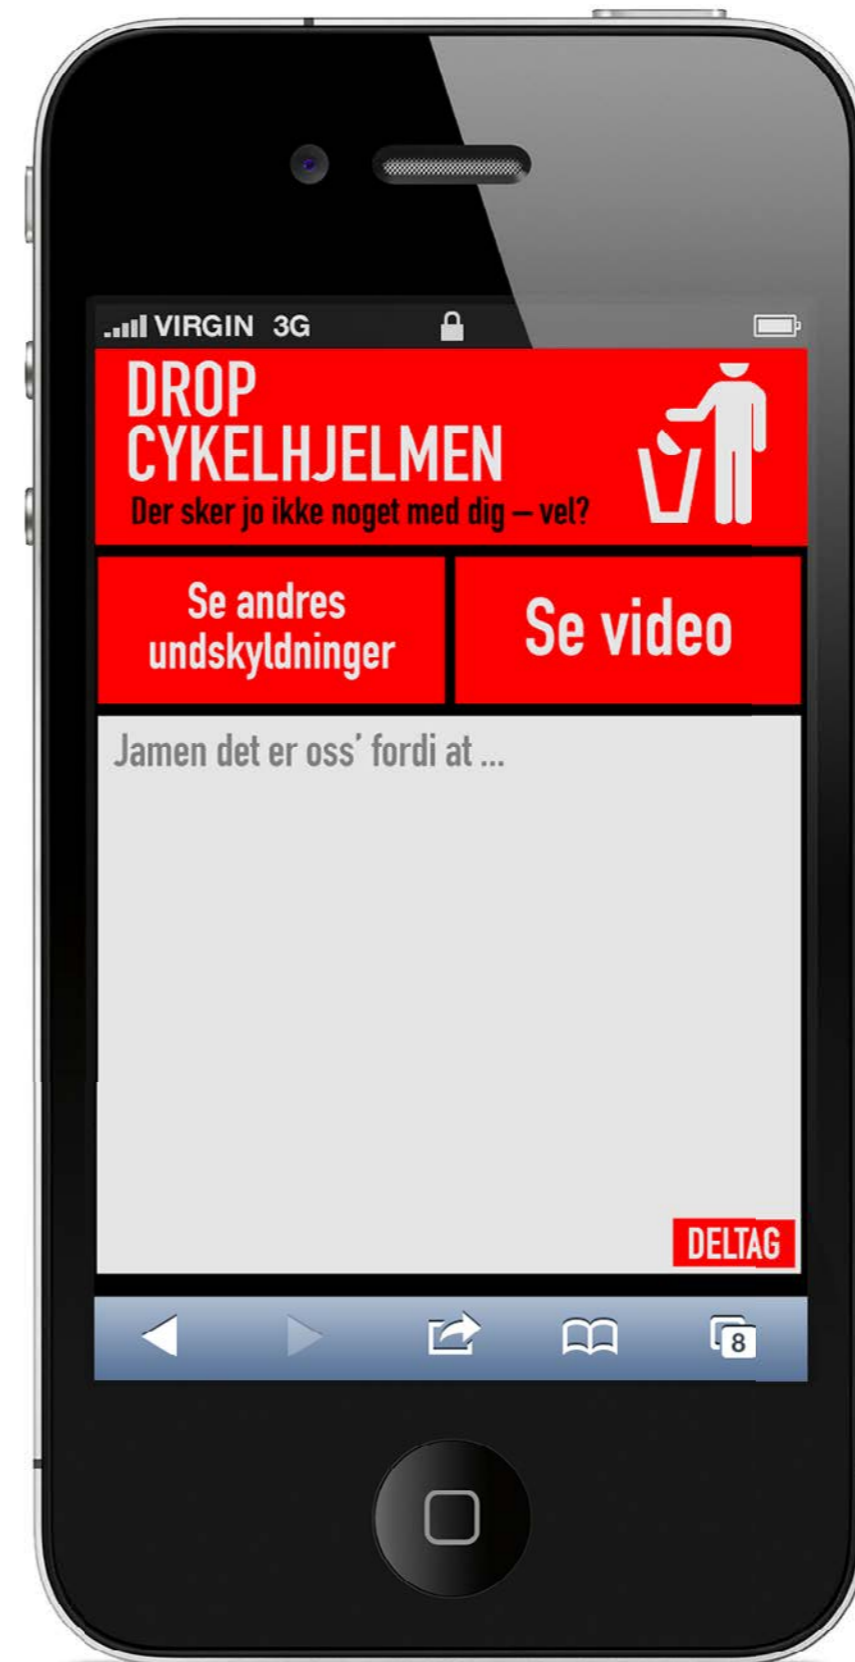 VIRGIN 3G
DROP
CYKELHJELMEN
Der sker jo ikke noget med dig – vel?
Se andres
undskyldninger
Se video
Jamen det er oss' fordi at ...
DELTAG
8